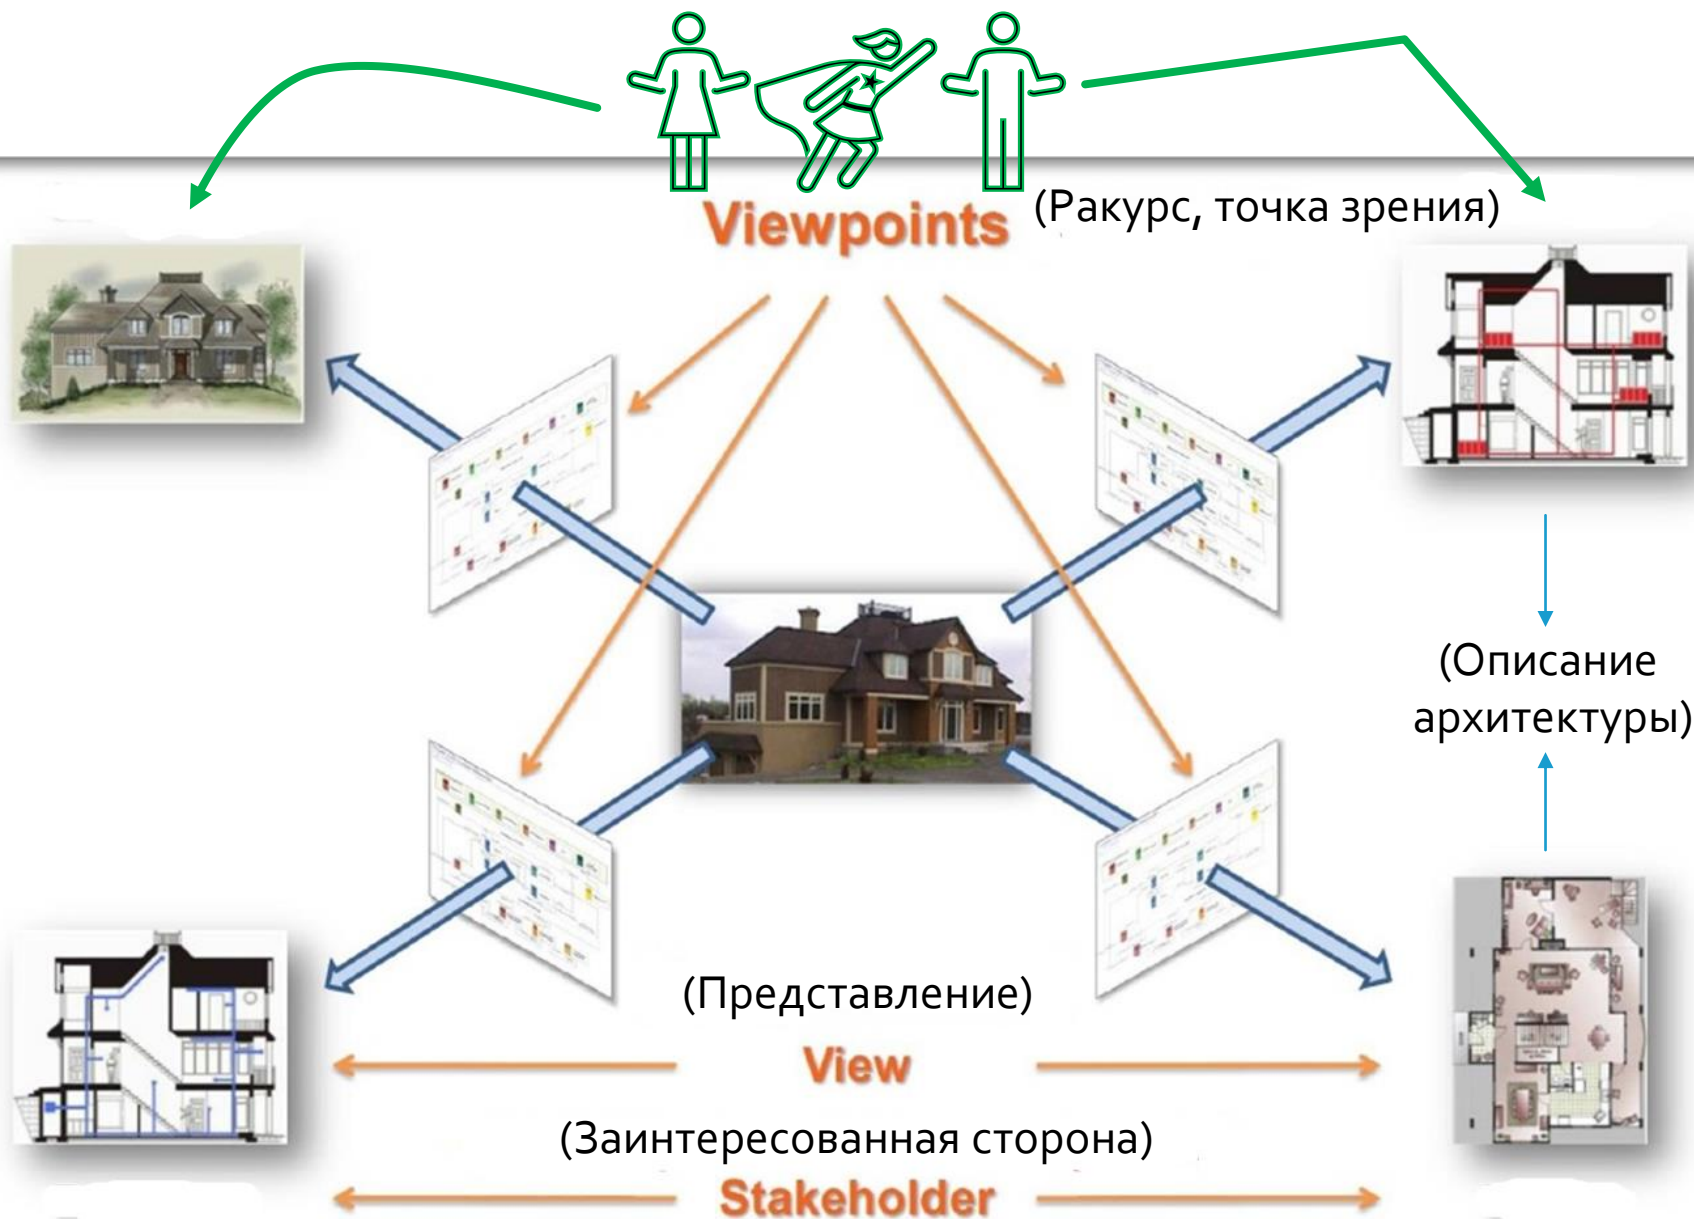 Viewpoints (Ракурс, точка зрения)
(Описание
архитектуры)
(Представление)
View
(Заинтересованная сторона)
Stakeholder